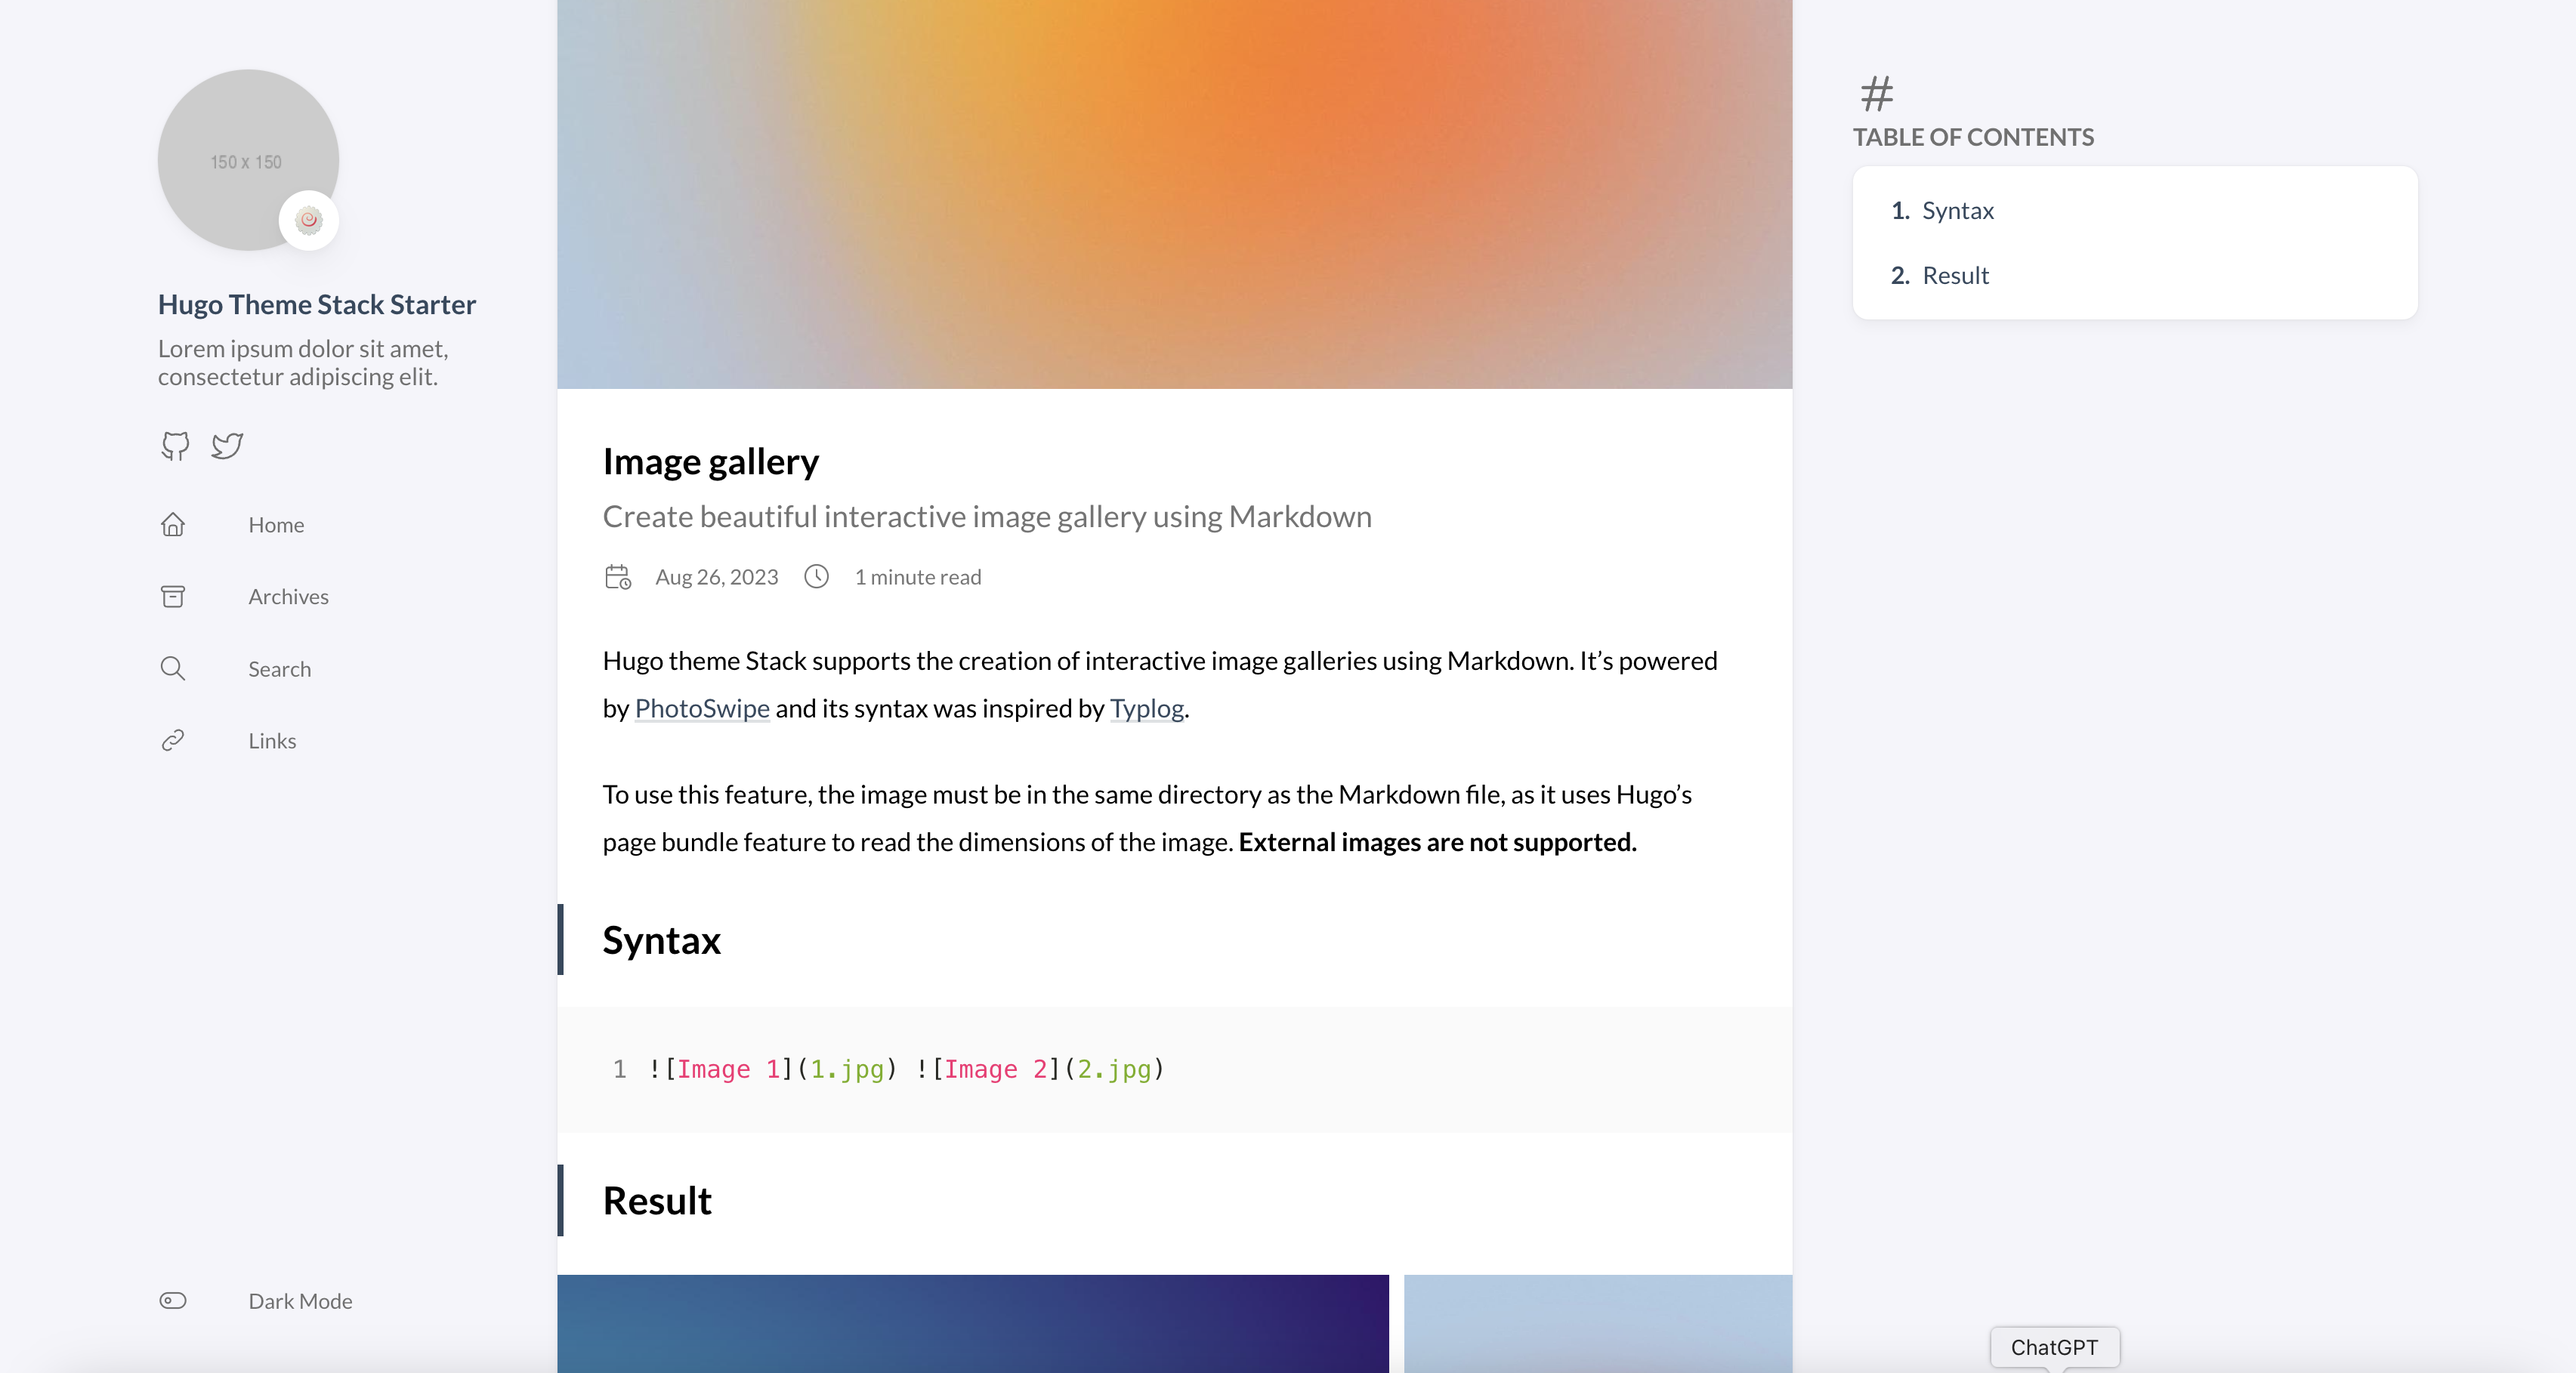 150 x 150
Hugo Theme Stack Starter
Lorem ipsum dolor sit amet,
consectetur adipiscing elit.
Home
Archives
Search
Links
Dark Mode
Image gallery
Create beautiful interactive image gallery using Markdown
Aug 26, 2023
1 minute read
Hugo theme Stack supports the creation of interactive image galleries using Markdown. It’s powered
by PhotoSwipe and its syntax was inspired by Typlog.
To use this feature, the image must be in the same directory as the Markdown file, as it uses Hugo’s
page bundle feature to read the dimensions of the image. External images are not supported.
Syntax
1 ![Image 1](1.jpg) ![Image 2](2.jpg)
Result
#
TABLE OF CONTENTS
1. Syntax
2. Result
ChatGPT